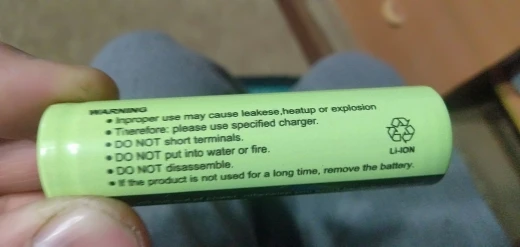 WARNING
• Inproper use may cause leakese,heatup or explosion
• Therefore: please use specified charger.
• DO NOT short terminals.
• DO NOT put into water or fire.
• DO NOT disassemble.
• If the product is not used for a long time, remove the battery.
LI-ION